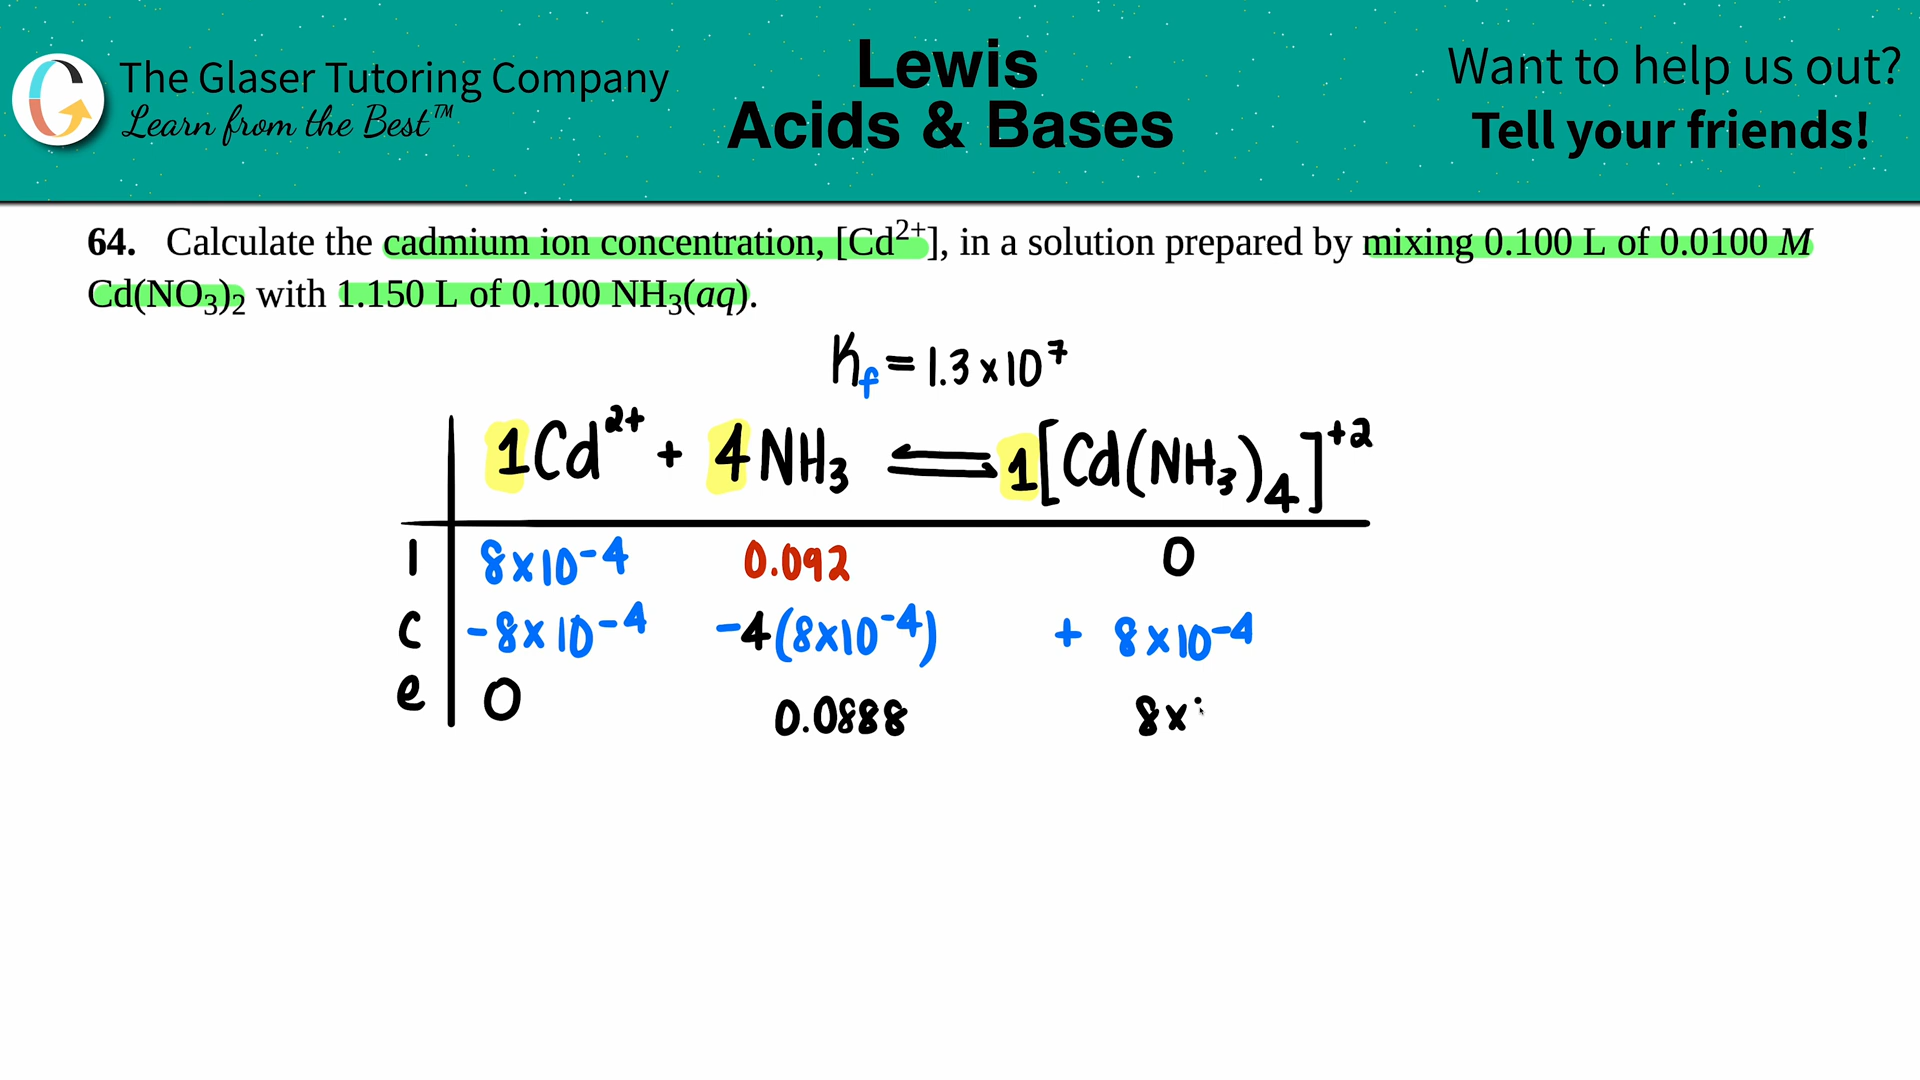 The Glaser Tutoring Company
Learn from the Best™
Lewis
Acids & Bases
Want to help us out?
Tell your friends!
64. Calculate the cadmium ion concentration, [Cd²⁺], in a solution prepared by mixing 0.100 L of 0.0100 M
Cd(NO₃)₂ with 1.150 L of 0.100 NH₃(aq).
K_f = 1.3 x 10⁷
1Cd²⁺ + 4NH₃ ⇌ 1[Cd(NH₃)₄]⁺²
I 8x10⁻⁴ 0.092 0
C -8x10⁻⁴ -4(8x10⁻⁴) + 8x10⁻⁴
e 0 0.0888 8x